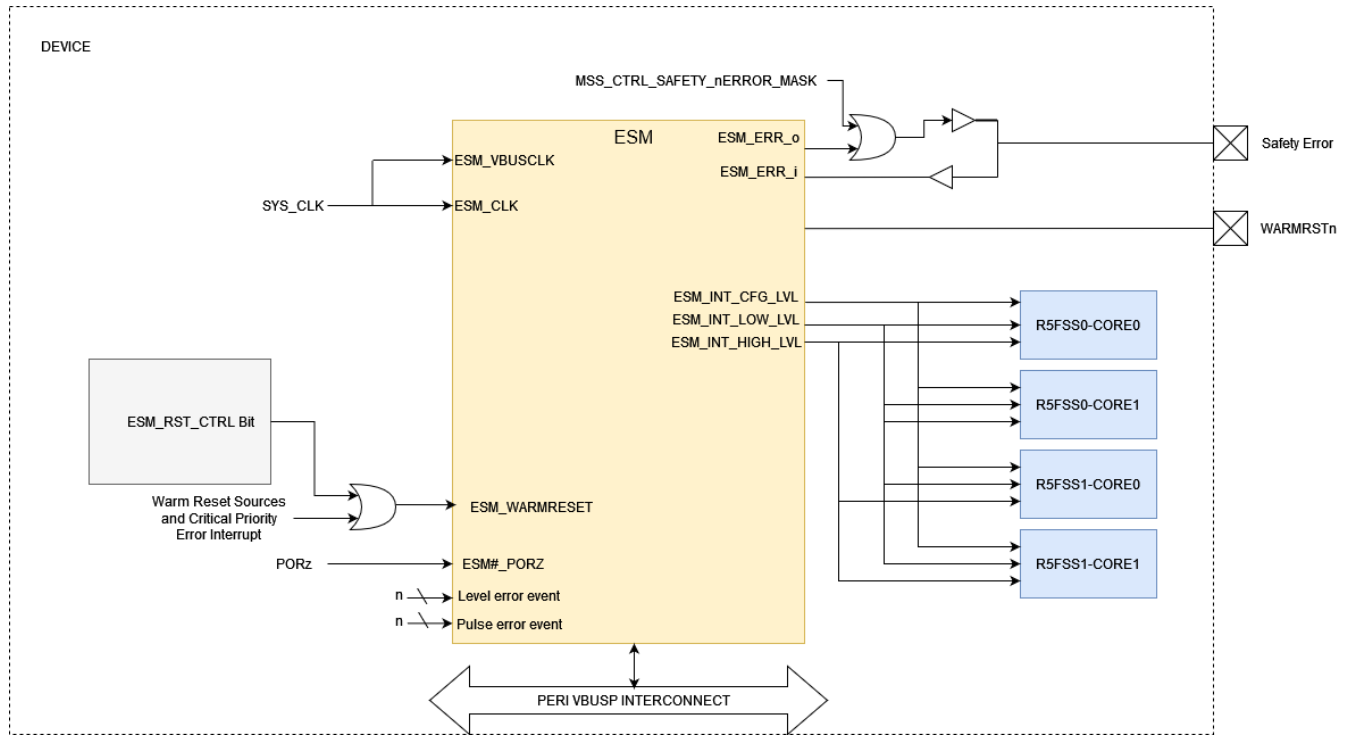 DEVICE
MSS_CTRL_SAFETY_nERROR_MASK
ESM
ESM_ERR_o
ESM_ERR_i
Safety Error
WARMRSTn
ESM_VBUSCLK
SYS_CLK
ESM_CLK
ESM_INT_CFG_LVL
ESM_INT_LOW_LVL
ESM_INT_HIGH_LVL
R5FSS0-CORE0
R5FSS0-CORE1
R5FSS1-CORE0
R5FSS1-CORE1
ESM_RST_CTRL Bit
Warm Reset Sources
and Critical Priority
Error Interrupt
ESM_WARMRESET
PORz
ESM#_PORZ
n
Level error event
n
Pulse error event
PERI VBUSP INTERCONNECT